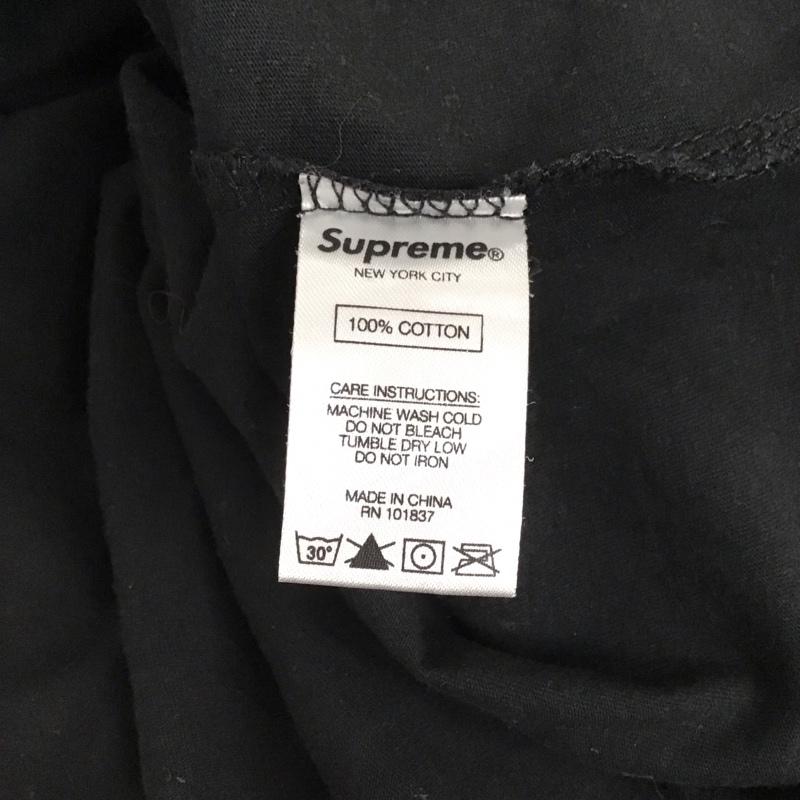 Supreme®
NEW YORK CITY
100% COTTON
CARE INSTRUCTIONS:
MACHINE WASH COLD
DO NOT BLEACH
TUMBLE DRY LOW
DO NOT IRON
MADE IN CHINA
RN 101837
30°